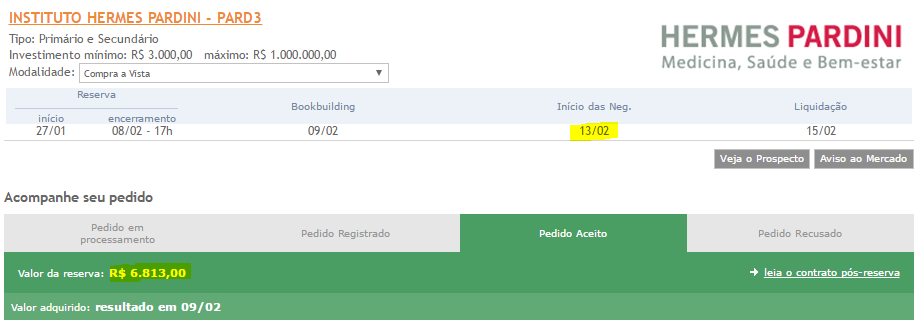 INSTITUTO HERMES PARDINI - PARD3
Tipo: Primário e Secundário
Investimento mínimo: R$ 3.000,00 máximo: R$ 1.000.000,00
Modalidade: Compra a Vista
HERMES PARDINI
Medicina, Saúde e Bem-estar
Reserva Bookbuilding Início das Neg. Liquidação
início encerramento
27/01 08/02 - 17h 09/02 13/02 15/02
Veja o Prospecto Aviso ao Mercado
Acompanhe seu pedido
Pedido em
processamento
Pedido Registrado Pedido Aceito Pedido Recusado
Valor da reserva: R$ 6.813,00 leia o contrato pós-reserva
Valor adquirido: resultado em 09/02